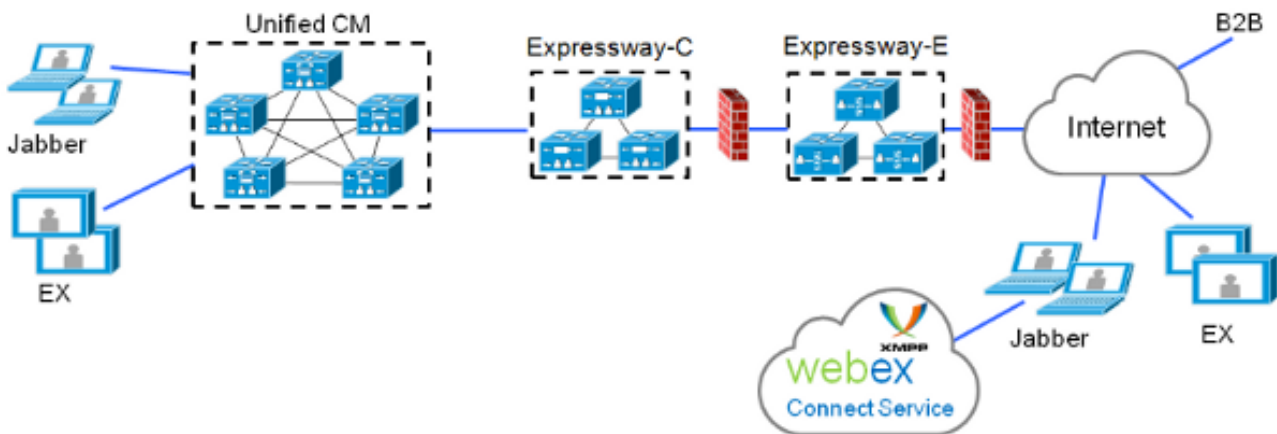 Unified CM
Expressway-C
Expressway-E
B2B
Jabber
EX
Internet
XMPP
webex
Connect Service
Jabber
EX